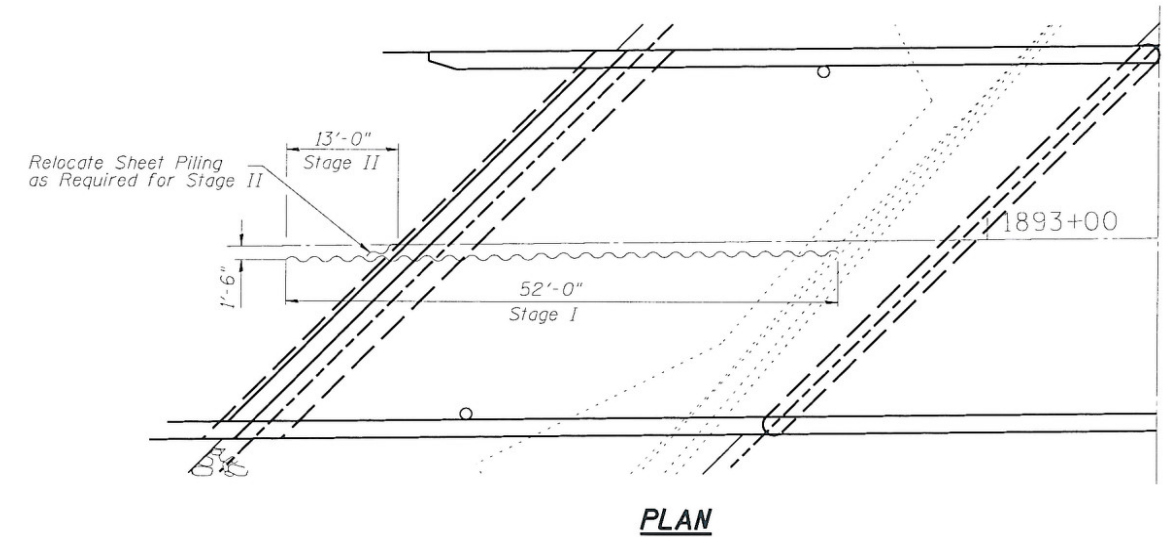 13'-0"
Stage II
Relocate Sheet Piling
as Required for Stage II
1893+00
1'-6"
52'-0"
Stage I
PLAN